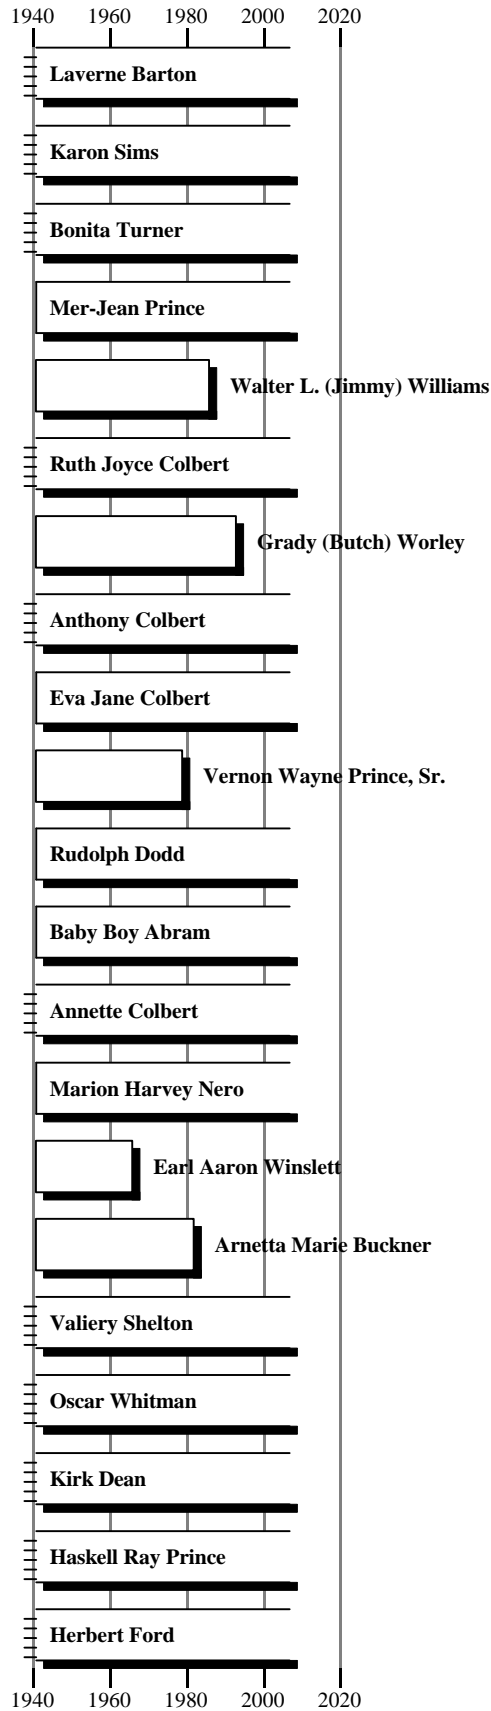 1940 1960 1980 2000 2020
Laverne Barton
Karon Sims
Bonita Turner
Mer-Jean Prince
Walter L. (Jimmy) Williams
Ruth Joyce Colbert
Grady (Butch) Worley
Anthony Colbert
Eva Jane Colbert
Vernon Wayne Prince, Sr.
Rudolph Dodd
Baby Boy Abram
Annette Colbert
Marion Harvey Nero
Earl Aaron Winslett
Arnetta Marie Buckner
Valiery Shelton
Oscar Whitman
Kirk Dean
Haskell Ray Prince
Herbert Ford
1940 1960 1980 2000 2020